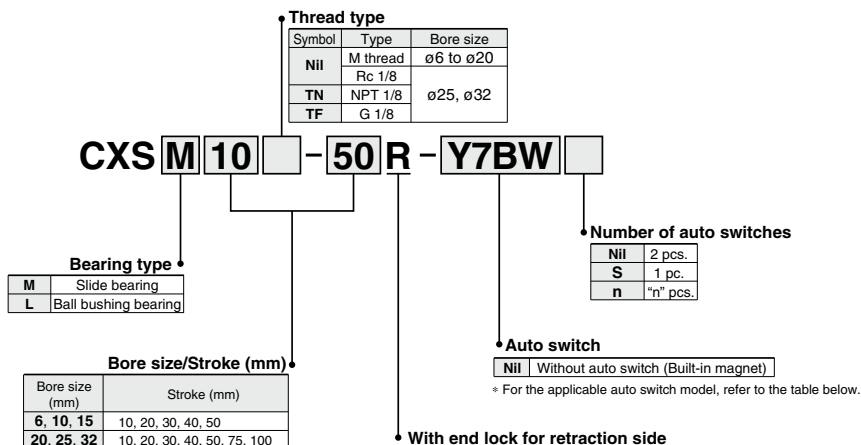 Thread type
Symbol Type Bore size
Nil M thread ø6 to ø20
Rc 1/8 ø25, ø32
TN NPT 1/8
TF G 1/8
CXS M 10 - 50 R - Y7BW
Number of auto switches
Nil 2 pcs.
S 1 pc.
n "n" pcs.
Bearing type
M Slide bearing
L Ball bushing bearing
Auto switch
Nil Without auto switch (Built-in magnet)
∗ For the applicable auto switch model, refer to the table below.
Bore size/Stroke (mm)
Bore size (mm) Stroke (mm)
6, 10, 15 10, 20, 30, 40, 50
20, 25, 32 10, 20, 30, 40, 50, 75, 100
With end lock for retraction side